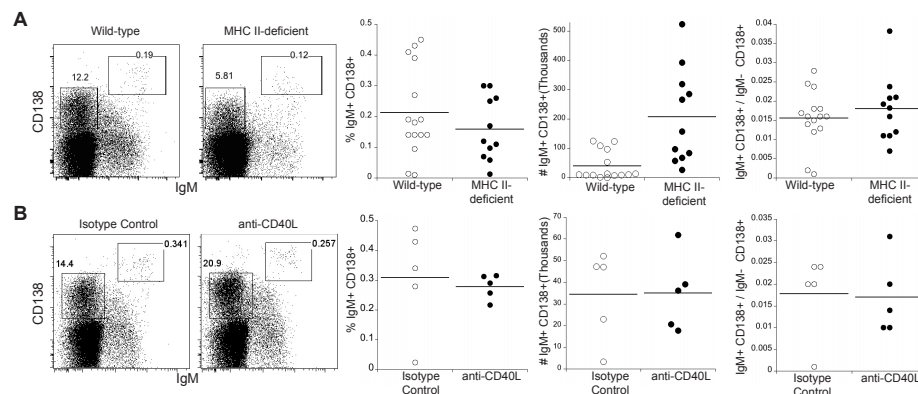 A
Wild-type
MHC II-deficient
0.19
12.2
0.12
5.81
CD138
IgM
% IgM+ CD138+
0.5
0.4
0.3
0.2
0.1
0
Wild-type
MHC II-
deficient
# IgM+ CD138+(Thousands)
600
500
400
300
200
100
0
Wild-type
MHC II-
deficient
IgM+ CD138+ / IgM- CD138+
0.04
0.035
0.03
0.025
0.02
0.015
0.01
0.005
0
Wild-type
MHC II-
deficient
B
Isotype Control
anti-CD40L
0.341
14.4
0.257
20.9
CD138
IgM
% IgM+ CD138+
0.5
0.4
0.3
0.2
0.1
0
Isotype
Control
anti-CD40L
# IgM+ CD138+(Thousands)
70
60
50
40
30
20
10
0
Isotype
Control
anti-CD40L
IgM+ CD138+ / IgM- CD138+
0.035
0.03
0.025
0.02
0.015
0.01
0.005
0
Isotype
Control
anti-CD40L